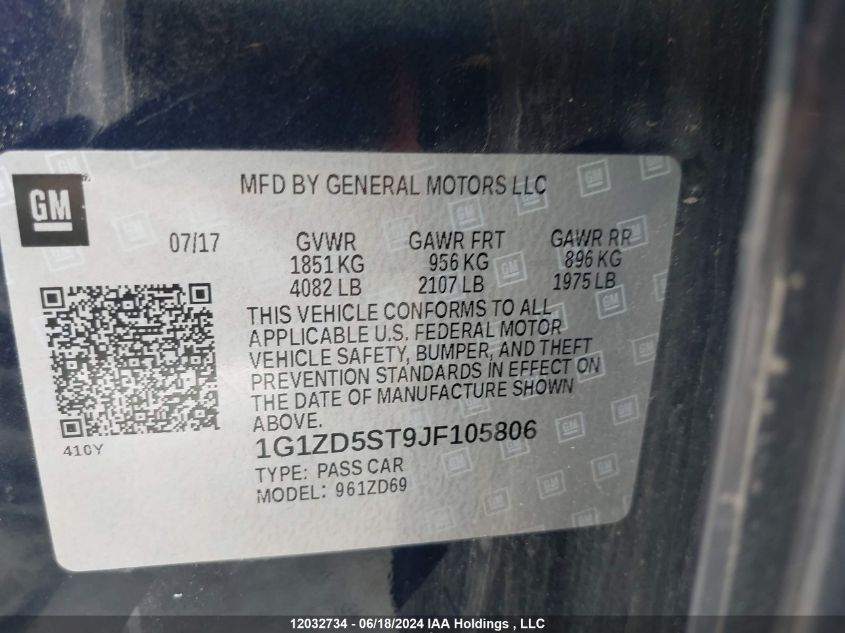 GM
MFD BY GENERAL MOTORS LLC
07/17 GVWR GAWR FRT GAWR RR
1851 KG 956 KG 896 KG
4082 LB 2107 LB 1975 LB
THIS VEHICLE CONFORMS TO ALL
APPLICABLE U.S. FEDERAL MOTOR
VEHICLE SAFETY, BUMPER, AND THEFT
PREVENTION STANDARDS IN EFFECT ON
THE DATE OF MANUFACTURE SHOWN
ABOVE.
410Y
1G1ZD5ST9JF105806
TYPE: PASS CAR
MODEL: 961ZD69
12032734 - 06/18/2024 IAA Holdings , LLC